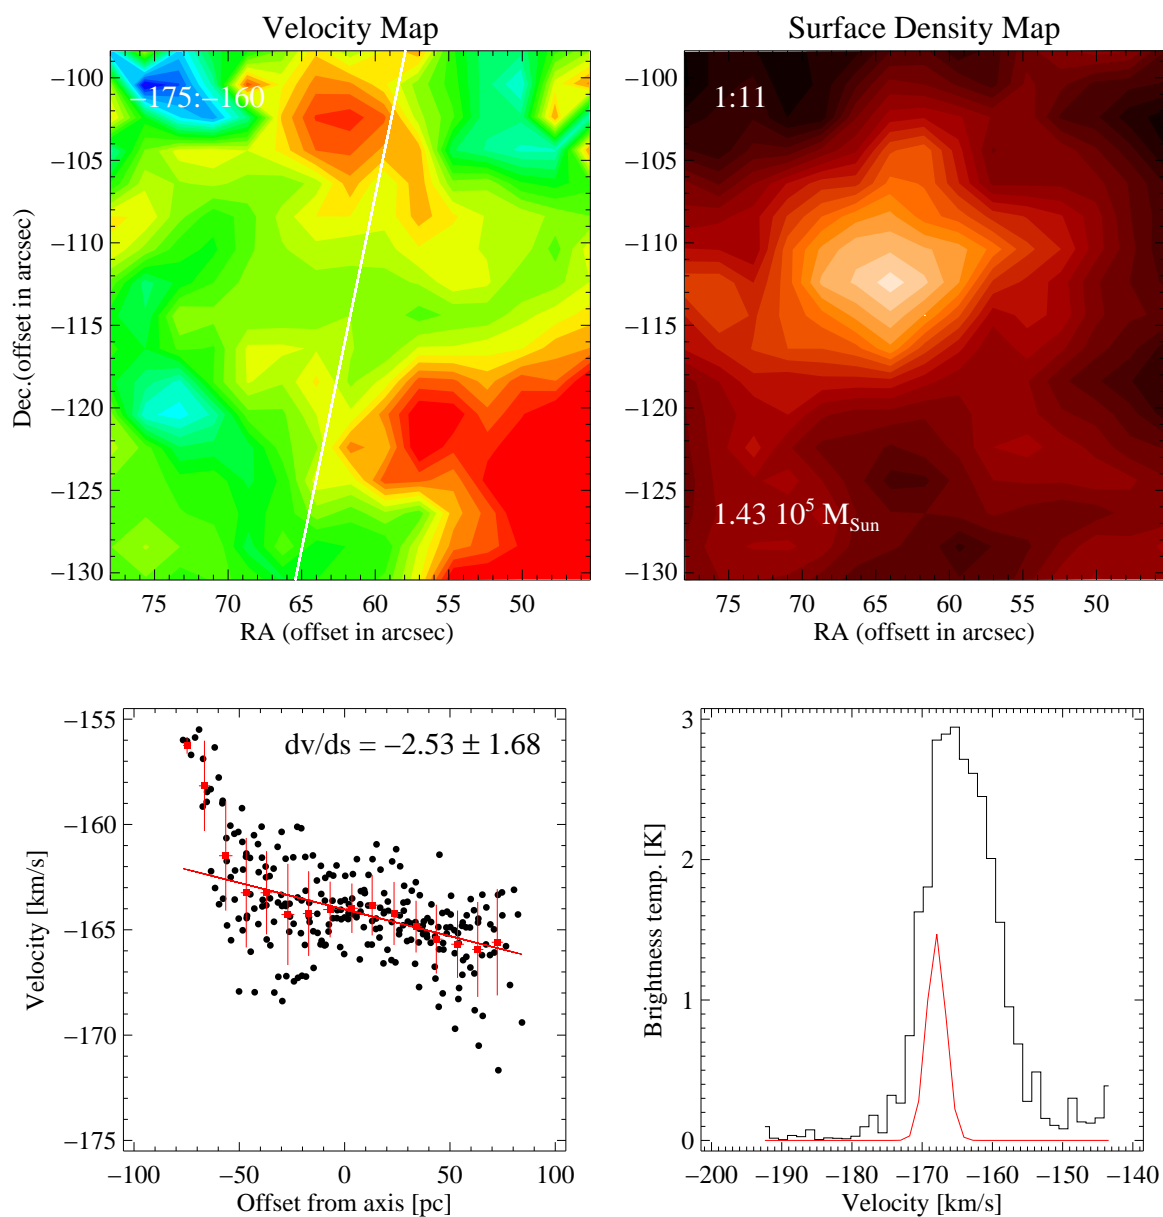 Velocity Map
Surface Density Map
−175:−160
1:11
−100
−105
−110
−115
−120
−125
−130
Dec.(offset in arcsec)
75 70 65 60 55 50
RA (offset in arcsec)
−100
−105
−110
−115
−120
−125
−130
1.43 10⁵ M_Sun
75 70 65 60 55 50
RA (offsett in arcsec)
dv/ds = −2.53 ± 1.68
−155
−160
−165
−170
−175
Velocity [km/s]
−100 −50 0 50 100
Offset from axis [pc]
3
2
1
0
Brightness temp. [K]
−200 −190 −180 −170 −160 −150 −140
Velocity [km/s]